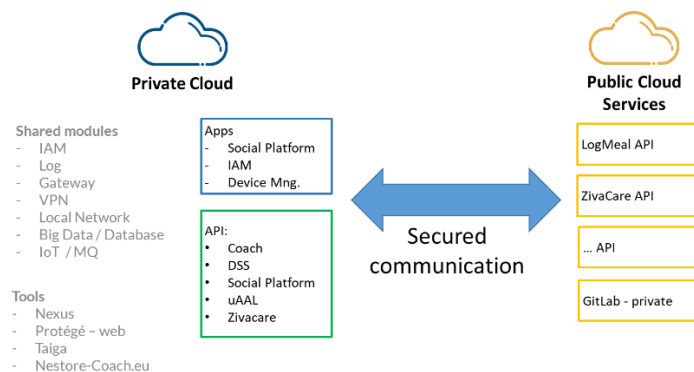 Private Cloud
Public Cloud
Services
Shared modules
- IAM
- Log
- Gateway
- VPN
- Local Network
- Big Data / Database
- IoT / MQ
Tools
- Nexus
- Protégé – web
- Taiga
- Nestore-Coach.eu
Apps
- Social Platform
- IAM
- Device Mng.
API:
• Coach
• DSS
• Social Platform
• uAAL
• Zivacare
Secured
communication
LogMeal API
ZivaCare API
... API
GitLab - private